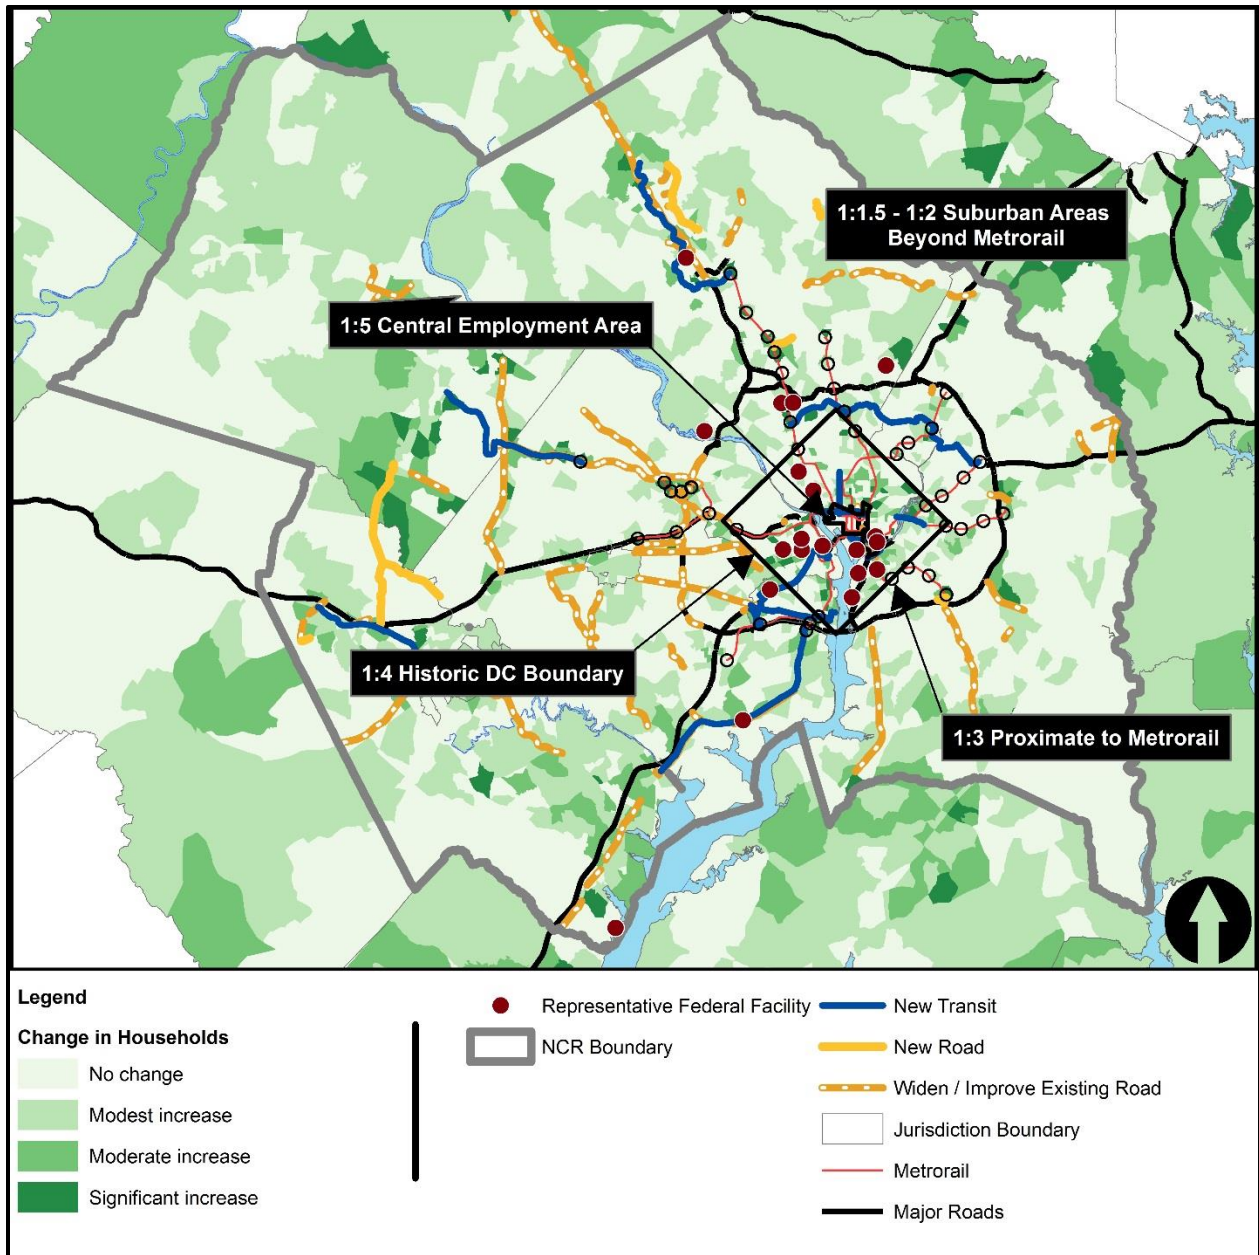 1:1.5 - 1:2 Suburban Areas
Beyond Metrorail
1:5 Central Employment Area
1:4 Historic DC Boundary
1:3 Proximate to Metrorail
Legend
Change in Households
No change
Modest increase
Moderate increase
Significant increase
Representative Federal Facility
NCR Boundary
New Transit
New Road
Widen / Improve Existing Road
Jurisdiction Boundary
Metrorail
Major Roads